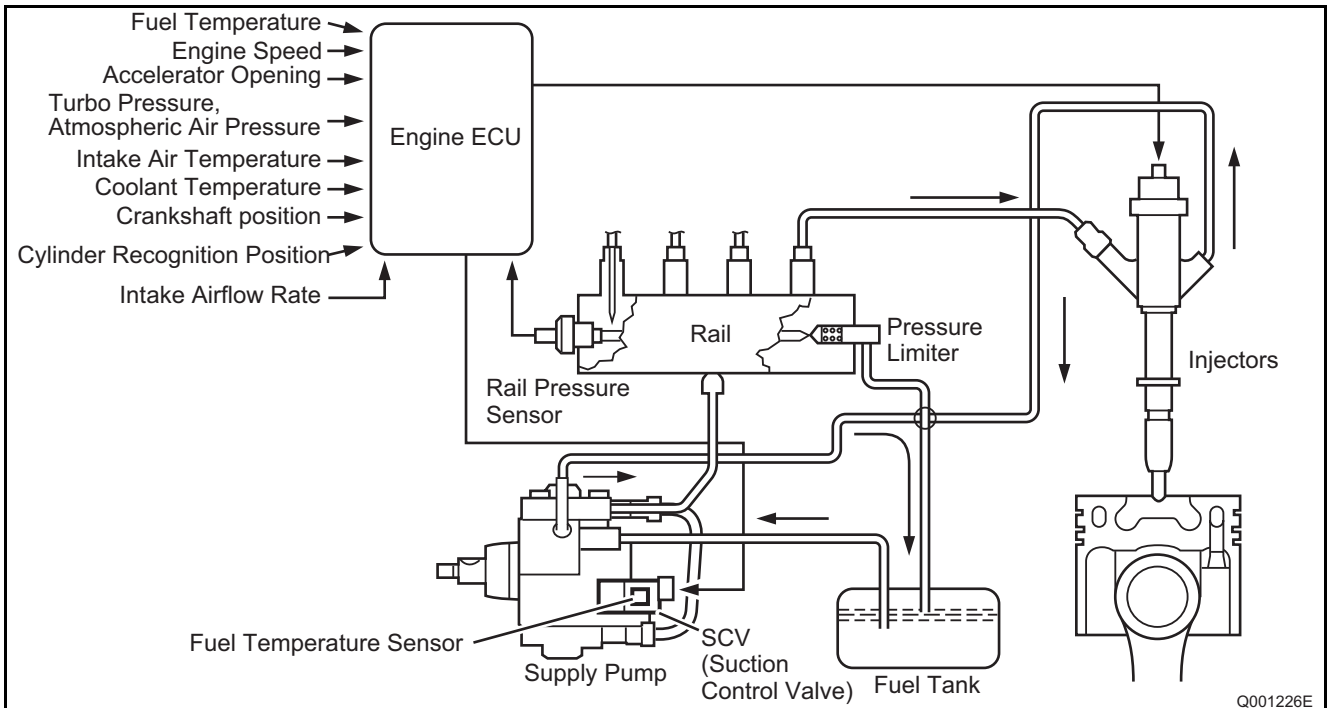 Fuel Temperature
Engine Speed
Accelerator Opening
Turbo Pressure,
Atmospheric Air Pressure
Intake Air Temperature
Coolant Temperature
Crankshaft position
Cylinder Recognition Position
Intake Airflow Rate
Engine ECU
Rail
Pressure
Limiter
Rail Pressure
Sensor
Injectors
Fuel Temperature Sensor
Supply Pump
SCV
(Suction
Control Valve)
Fuel Tank
Q001226E